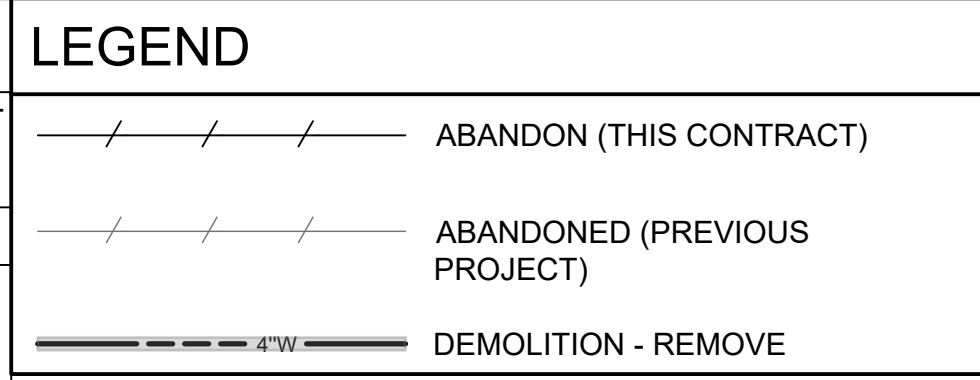 LEGEND
ABANDON (THIS CONTRACT)
ABANDONED (PREVIOUS
PROJECT)
4"W
DEMOLITION - REMOVE